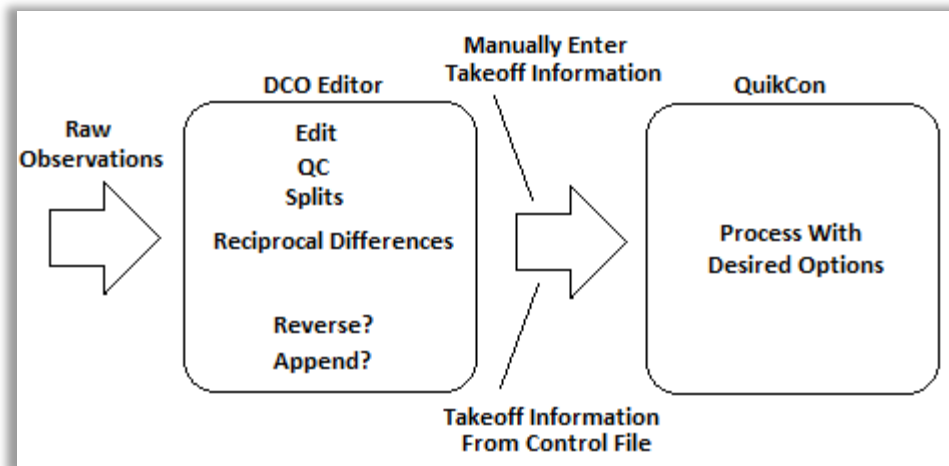 Raw
Observations
DCO Editor
Edit
QC
Splits
Reciprocal Differences
Reverse?
Append?
Manually Enter
Takeoff Information
Takeoff Information
From Control File
QuikCon
Process With
Desired Options